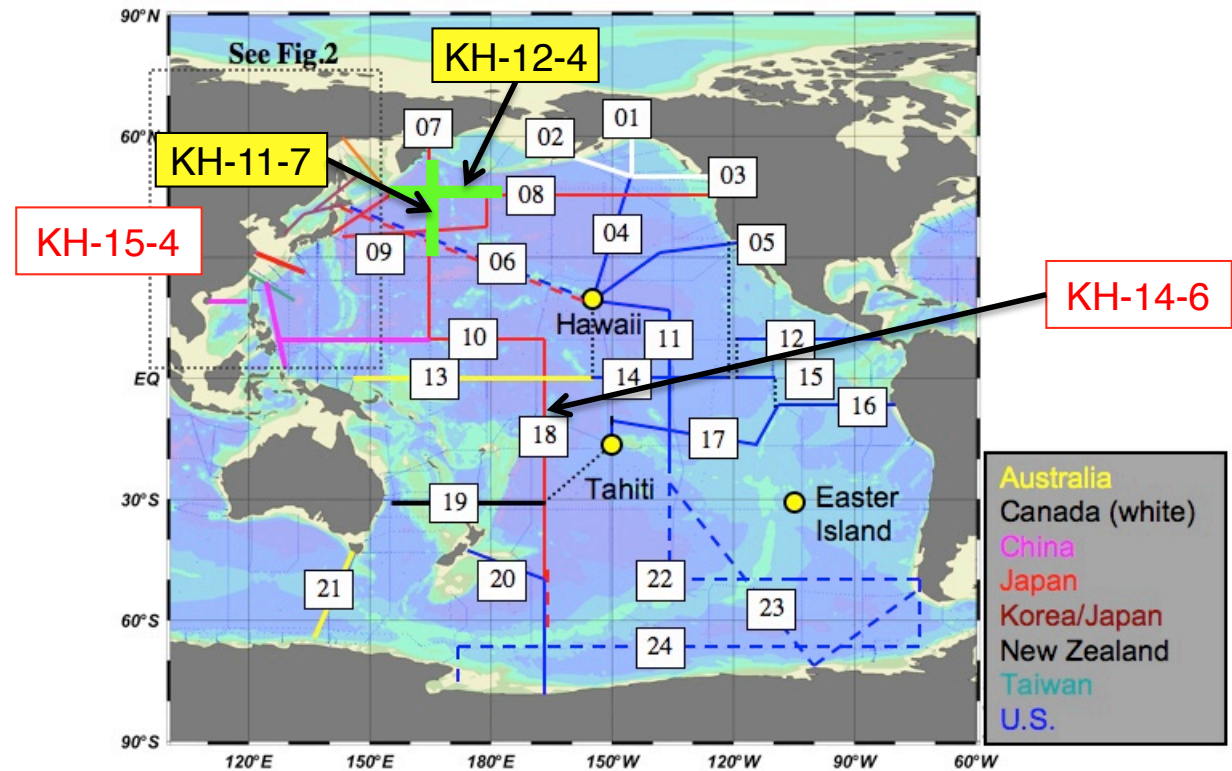 90°N
See Fig.2
KH-12-4
60°N
07
02
01
KH-11-7
03
08
KH-15-4
04
05
09
06
KH-14-6
Hawaii
10
11
12
EQ
13
14
15
16
18
17
Tahiti
30°S
19
Easter
Island
20
21
22
23
60°S
24
90°S
120°E
150°E
180°E
150°W
120°W
90°W
60°W
Australia
Canada (white)
China
Japan
Korea/Japan
New Zealand
Taiwan
U.S.